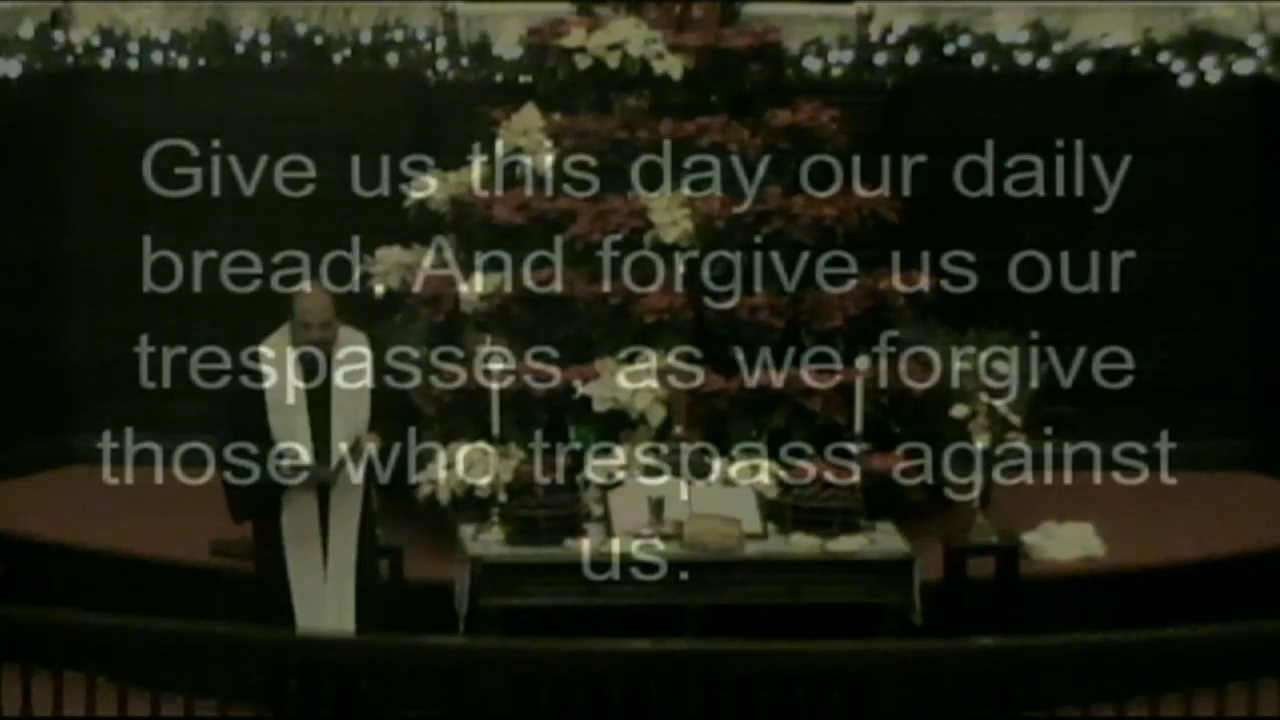 Give us this day our daily
bread. And forgive us our
trespasses, as we forgive
those who trespass against
us.